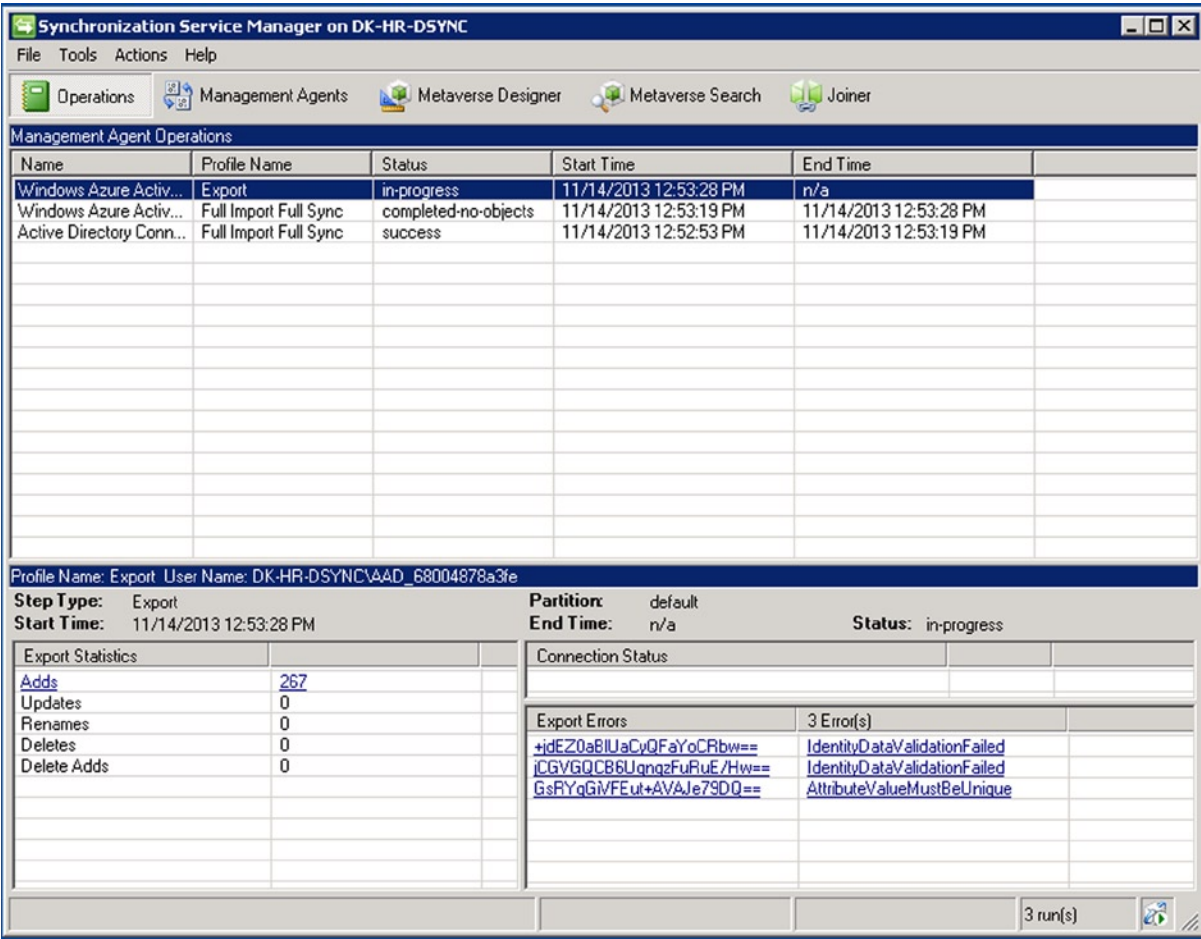 Synchronization Service Manager on DK-HR-DSYNC
File Tools Actions Help
Operations Management Agents Metaverse Designer Metaverse Search Joiner
Management Agent Operations
Name Profile Name Status Start Time End Time
Windows Azure Activ... Export in-progress 11/14/2013 12:53:28 PM n/a
Windows Azure Activ... Full Import Full Sync completed-no-objects 11/14/2013 12:53:19 PM 11/14/2013 12:53:28 PM
Active Directory Conn... Full Import Full Sync success 11/14/2013 12:52:53 PM 11/14/2013 12:53:19 PM
Profile Name: Export User Name: DK-HR-DSYNC\AAD_68004878a3fe
Step Type: Export Partition: default
Start Time: 11/14/2013 12:53:28 PM End Time: n/a Status: in-progress
Export Statistics
Adds 267
Updates 0
Renames 0
Deletes 0
Delete Adds 0
Connection Status
Export Errors 3 Error(s)
+jdEZ0aBlUaCyQFaYoCRbw== IdentityDataValidationFailed
jCGVGQCB6UqnqzFuRuE/Hw== IdentityDataValidationFailed
GsRYqGiVFEut+AVAJe79DQ== AttributeValueMustBeUnique
3 run(s)